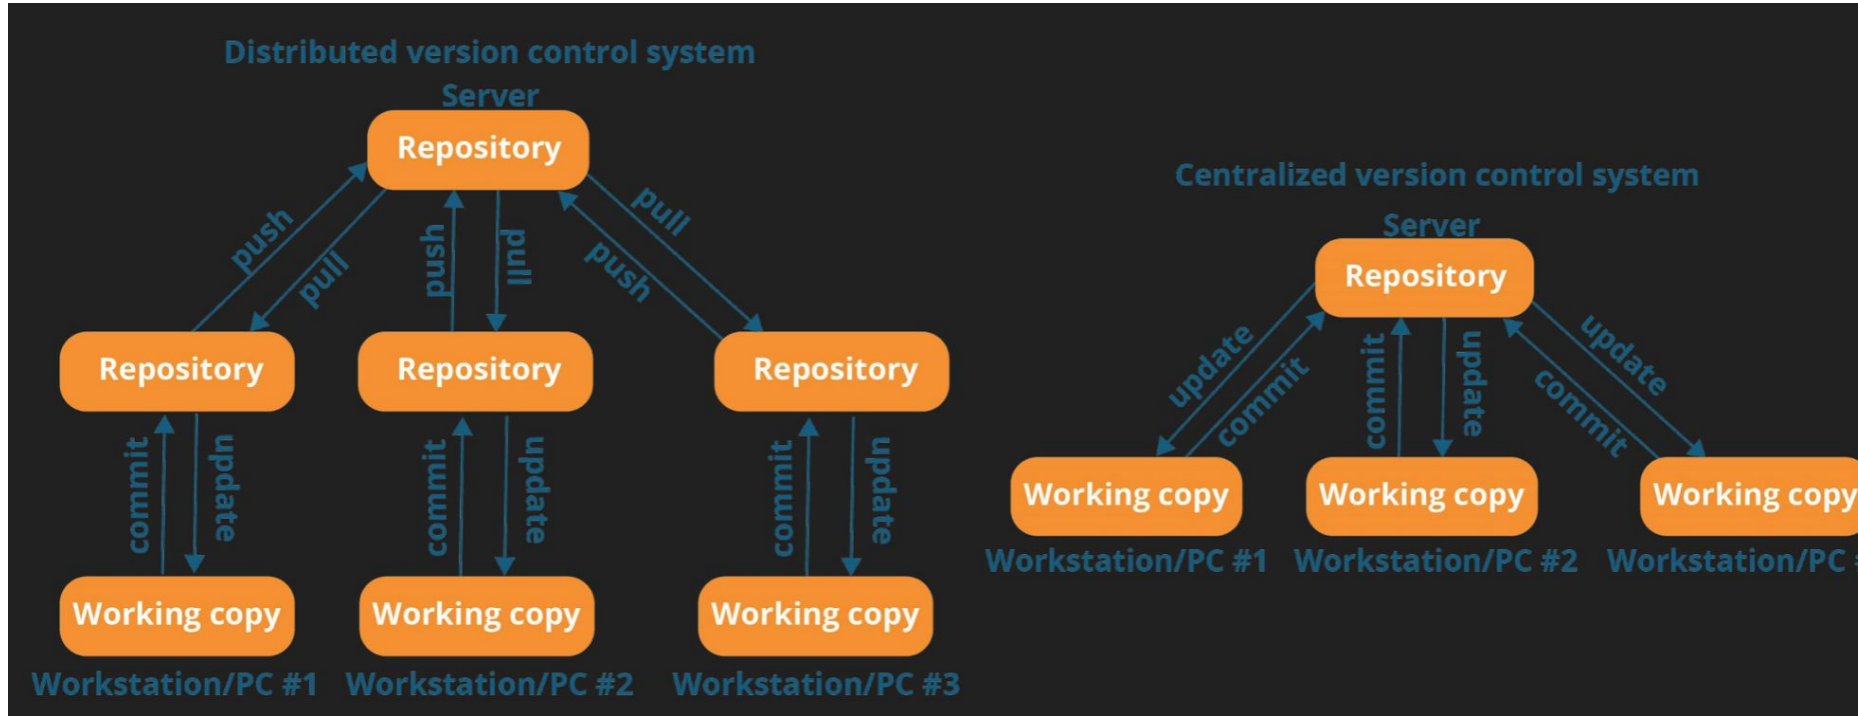 Distributed version control system
Server
Repository
push
pull
push
pull
push
pull
Repository
Repository
Repository
commit
update
commit
update
commit
update
Working copy
Working copy
Working copy
Workstation/PC #1
Workstation/PC #2
Workstation/PC #3
Centralized version control system
Server
Repository
update
commit
commit
update
commit
update
Working copy
Working copy
Working copy
Workstation/PC #1
Workstation/PC #2
Workstation/PC #